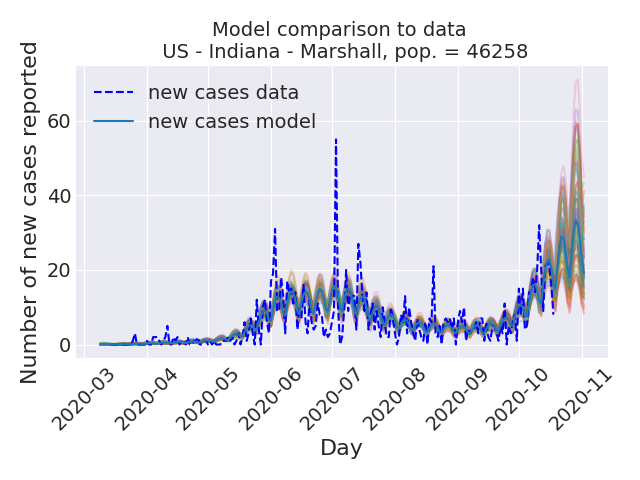 Model comparison to data
US - Indiana - Marshall, pop. = 46258
Number of new cases reported
new cases data
new cases model
60
40
20
0
2020-03
2020-04
2020-05
2020-06
2020-07
2020-08
2020-09
2020-10
2020-11
Day